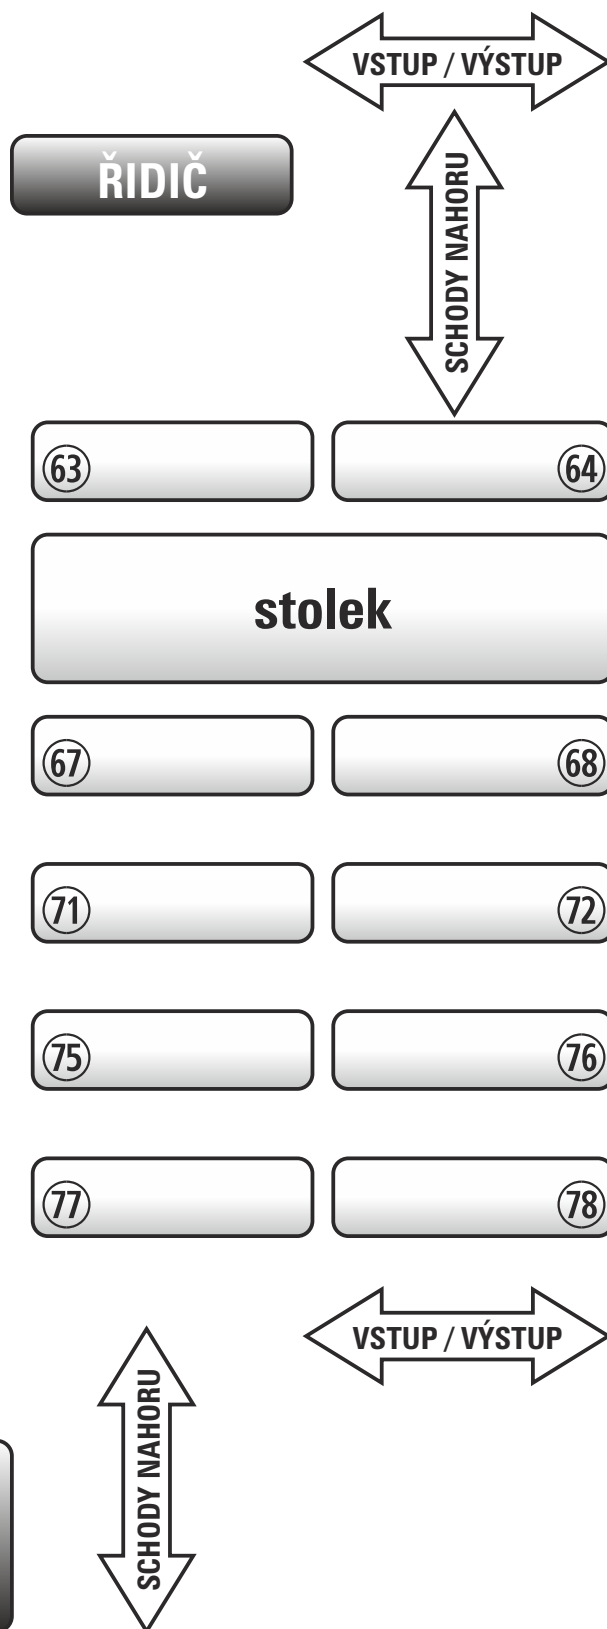 VSTUP / VÝSTUP
ŘIDIČ
SCHODY NAHORU
63 64
stolek
67 68
71 72
75 76
77 78
VSTUP / VÝSTUP
SCHODY NAHORU